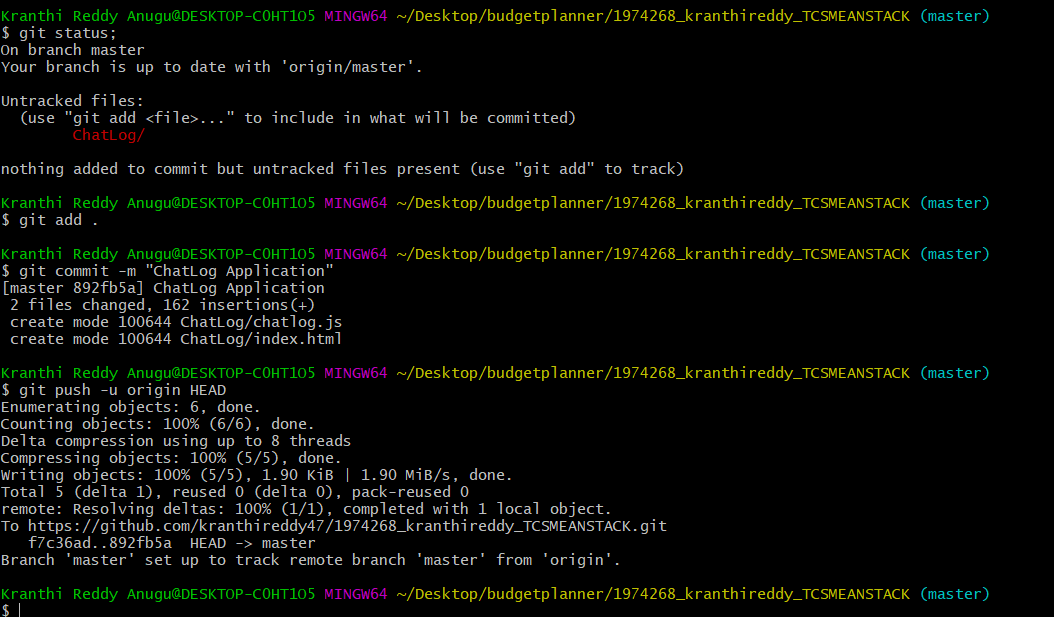 Kranthi Reddy Anugu@DESKTOP-C0HT1O5 MINGW64 ~/Desktop/budgetplanner/1974268_kranthireddy_TCSMEANSTACK (master)
$ git status;
On branch master
Your branch is up to date with 'origin/master'.
Untracked files:
(use "git add <file>..." to include in what will be committed)
ChatLog/
nothing added to commit but untracked files present (use "git add" to track)
Kranthi Reddy Anugu@DESKTOP-C0HT1O5 MINGW64 ~/Desktop/budgetplanner/1974268_kranthireddy_TCSMEANSTACK (master)
$ git add .
Kranthi Reddy Anugu@DESKTOP-C0HT1O5 MINGW64 ~/Desktop/budgetplanner/1974268_kranthireddy_TCSMEANSTACK (master)
$ git commit -m "ChatLog Application"
[master 892fb5a] ChatLog Application
2 files changed, 162 insertions(+)
create mode 100644 ChatLog/chatlog.js
create mode 100644 ChatLog/index.html
Kranthi Reddy Anugu@DESKTOP-C0HT1O5 MINGW64 ~/Desktop/budgetplanner/1974268_kranthireddy_TCSMEANSTACK (master)
$ git push -u origin HEAD
Enumerating objects: 6, done.
Counting objects: 100% (6/6), done.
Delta compression using up to 8 threads
Compressing objects: 100% (5/5), done.
Writing objects: 100% (5/5), 1.90 KiB | 1.90 MiB/s, done.
Total 5 (delta 1), reused 0 (delta 0), pack-reused 0
remote: Resolving deltas: 100% (1/1), completed with 1 local object.
To https://github.com/kranthireddy47/1974268_kranthireddy_TCSMEANSTACK.git
f7c36ad..892fb5a  HEAD -> master
Branch 'master' set up to track remote branch 'master' from 'origin'.
Kranthi Reddy Anugu@DESKTOP-C0HT1O5 MINGW64 ~/Desktop/budgetplanner/1974268_kranthireddy_TCSMEANSTACK (master)
$